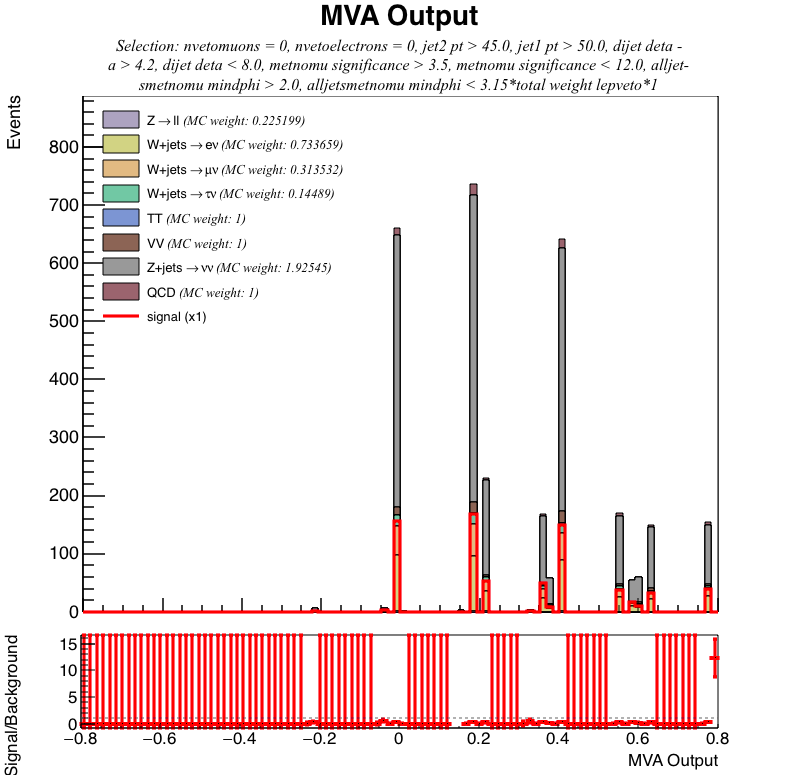 MVA Output
Selection: nvetomuons = 0, nvetoelectrons = 0, jet2 pt > 45.0, jet1 pt > 50.0, dijet deta -
a > 4.2, dijet deta < 8.0, metnomu significance > 3.5, metnomu significance < 12.0, alljet-
smetnomu mindphi > 2.0, alljetsmetnomu mindphi < 3.15*total weight lepveto*1
Events
Z→ll (MC weight: 0.225199)
W+jets→eν (MC weight: 0.733659)
W+jets→μν (MC weight: 0.313532)
W+jets→τν (MC weight: 0.14489)
TT (MC weight: 1)
VV (MC weight: 1)
Z+jets→νν (MC weight: 1.92545)
QCD (MC weight: 1)
signal (x1)
800
700
600
500
400
300
200
100
0
Signal/Background
15
10
5
0
−0.8 −0.6 −0.4 −0.2 0 0.2 0.4 0.6 0.8
MVA Output